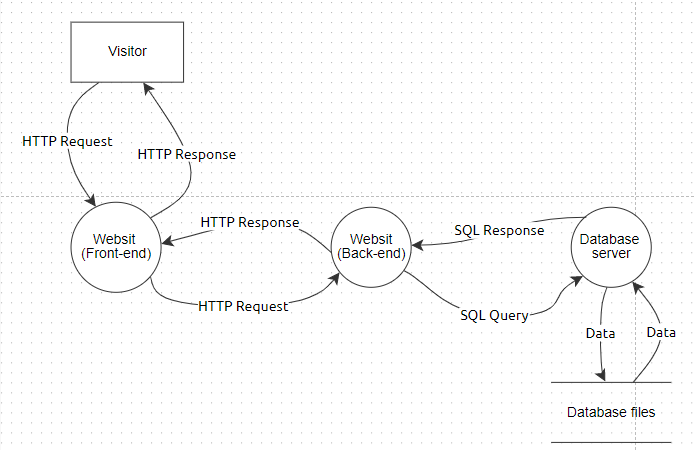 Visitor
HTTP Request
HTTP Response
Websit
(Front-end)
HTTP Response
HTTP Request
Websit
(Back-end)
SQL Response
SQL Query
Database
server
Data
Data
Database files